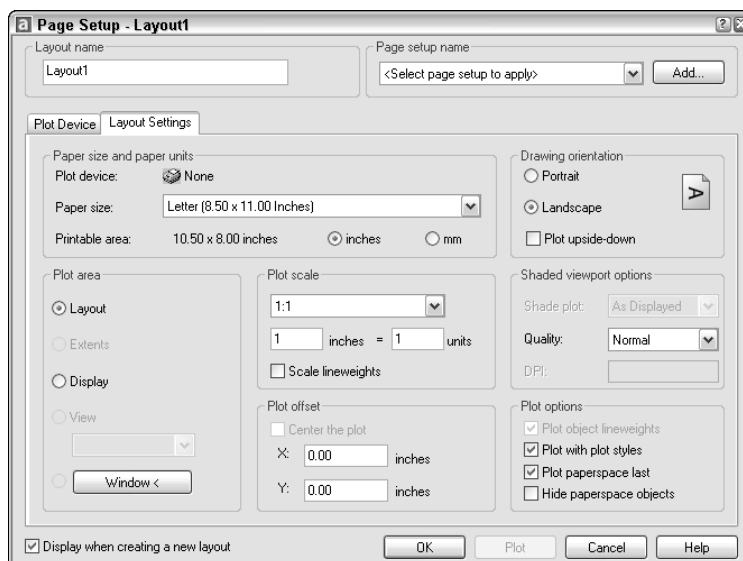 Page Setup - Layout1
Layout name
Layout1
Page setup name
<Select page setup to apply>
Add...
Plot Device
Layout Settings
Paper size and paper units
Plot device: None
Paper size: Letter (8.50 x 11.00 Inches)
Printable area: 10.50 x 8.00 inches inches mm
Drawing orientation
Portrait
Landscape
A
Plot upside-down
Plot area
Layout
Extents
Display
View
Window <
Plot scale
1:1
1 inches = 1 units
Scale lineweights
Plot offset
Center the plot
X: 0.00 inches
Y: 0.00 inches
Shaded viewport options
Shade plot: As Displayed
Quality: Normal
DPI:
Plot options
Plot object lineweights
Plot with plot styles
Plot paperspace last
Hide paperspace objects
Display when creating a new layout
OK
Plot
Cancel
Help